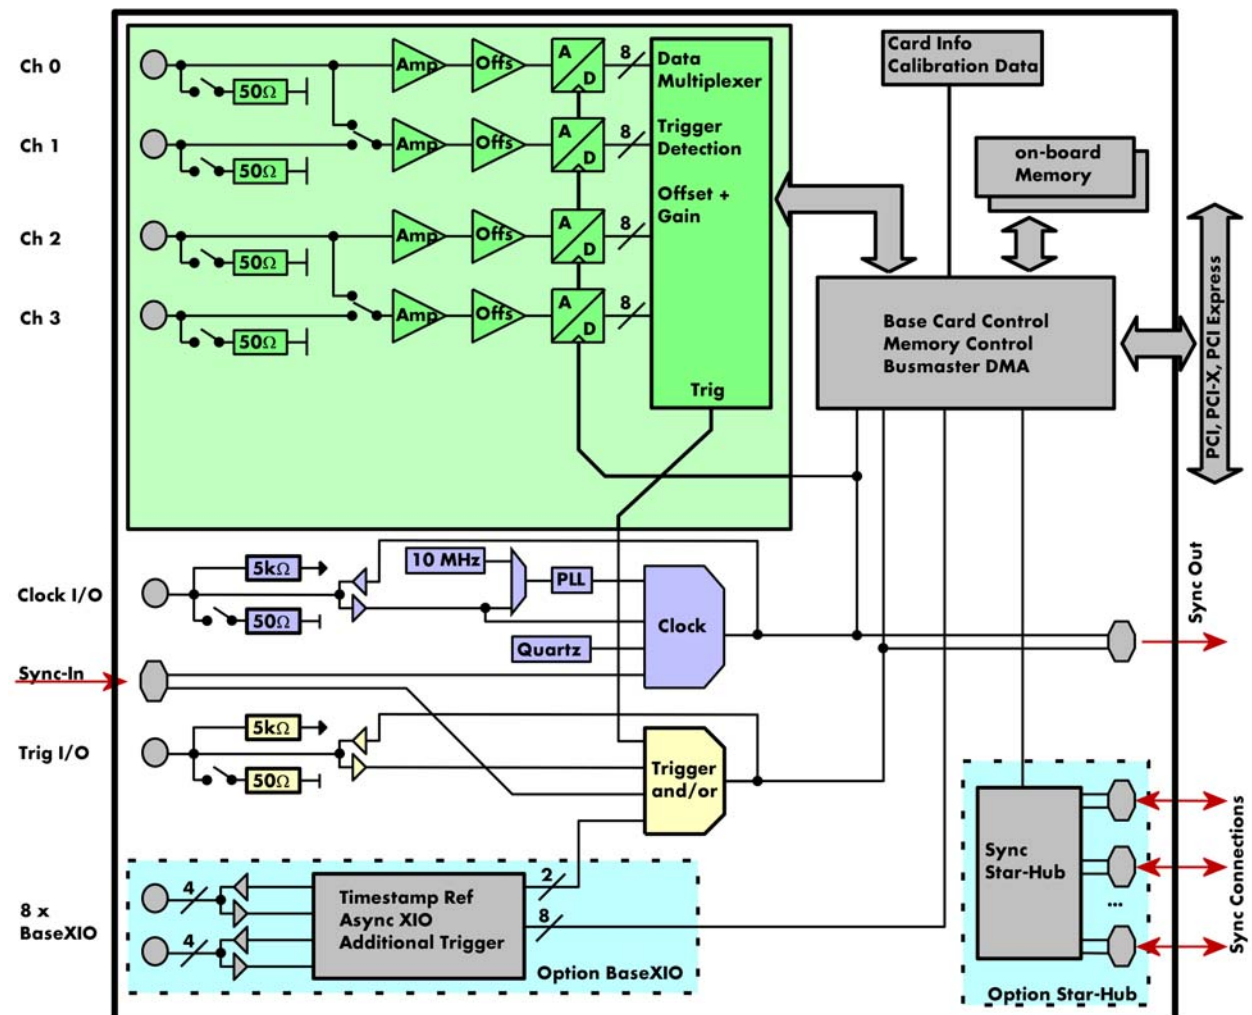 Ch 0
50Ω
Amp
Offs
A
D
8
Data
Multiplexer
Ch 1
50Ω
Amp
Offs
A
D
8
Trigger
Detection
Offset +
Gain
Ch 2
50Ω
Amp
Offs
A
D
8
Ch 3
50Ω
Amp
Offs
A
D
8
Trig
Card Info
Calibration Data
on-board
Memory
Base Card Control
Memory Control
Busmaster DMA
PCI, PCI-X, PCI Express
Clock I/O
5kΩ
50Ω
10 MHz
PLL
Quartz
Clock
Sync Out
Sync-In
Trig I/O
5kΩ
50Ω
Trigger
and/or
8 x
BaseXIO
4
4
Timestamp Ref
Async XIO
Additional Trigger
2
8
Option BaseXIO
Sync
Star-Hub
...
Option Star-Hub
Sync Connections